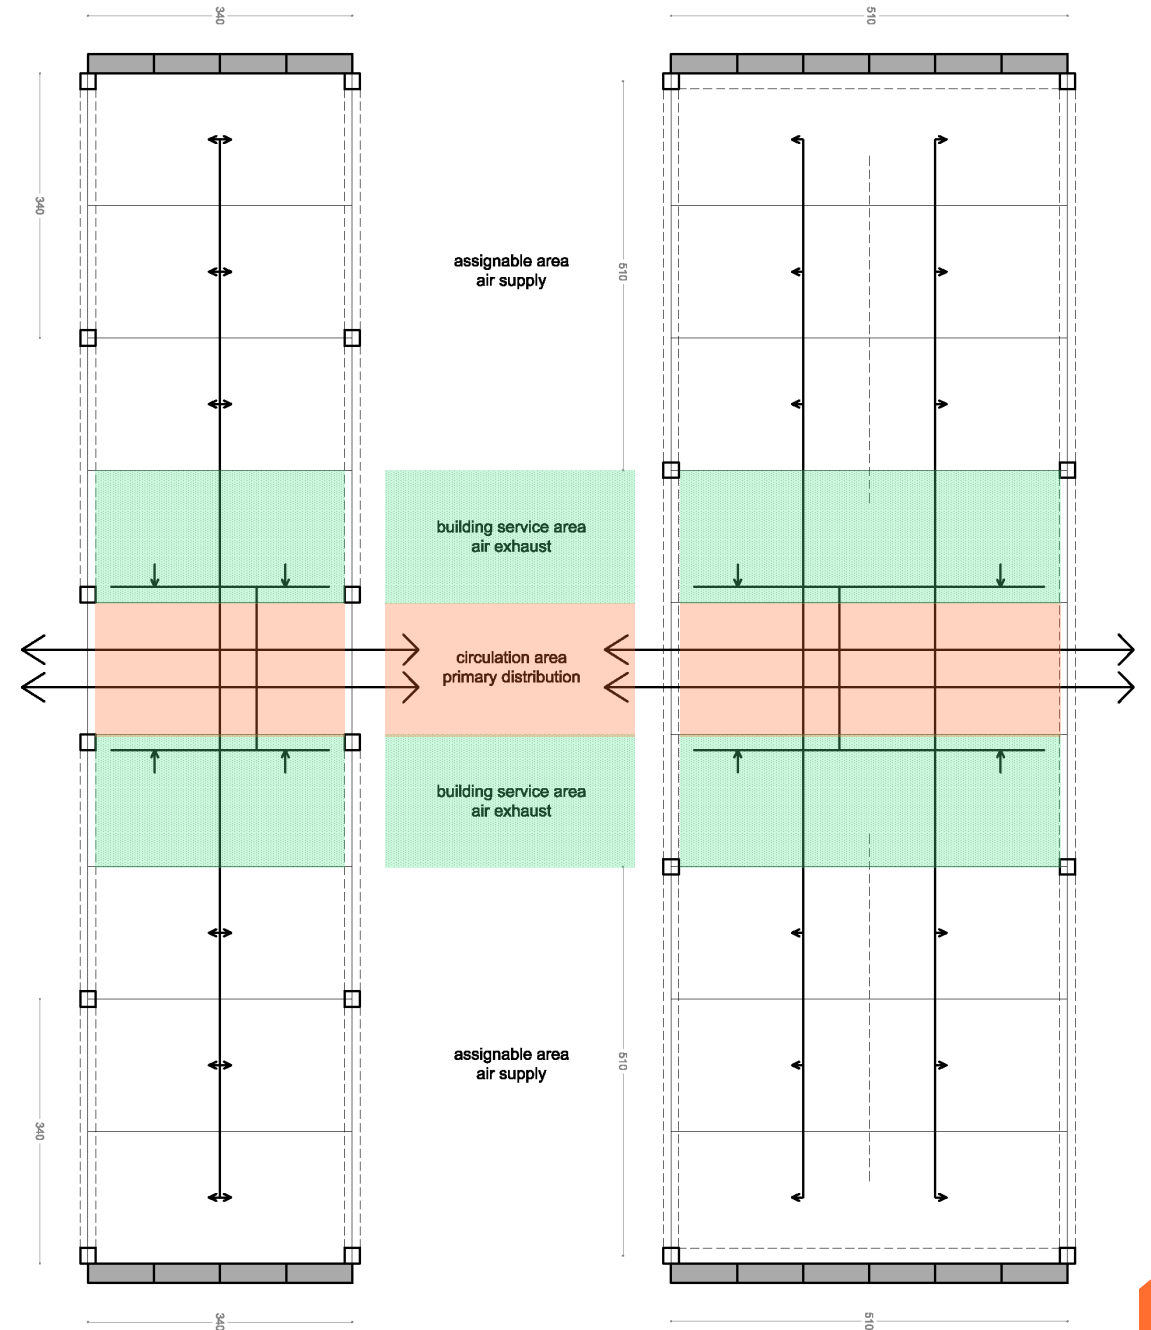 340
510
340
510
assignable area
air supply
building service area
air exhaust
circulation area
primary distribution
building service area
air exhaust
assignable area
air supply
510
340
340
510